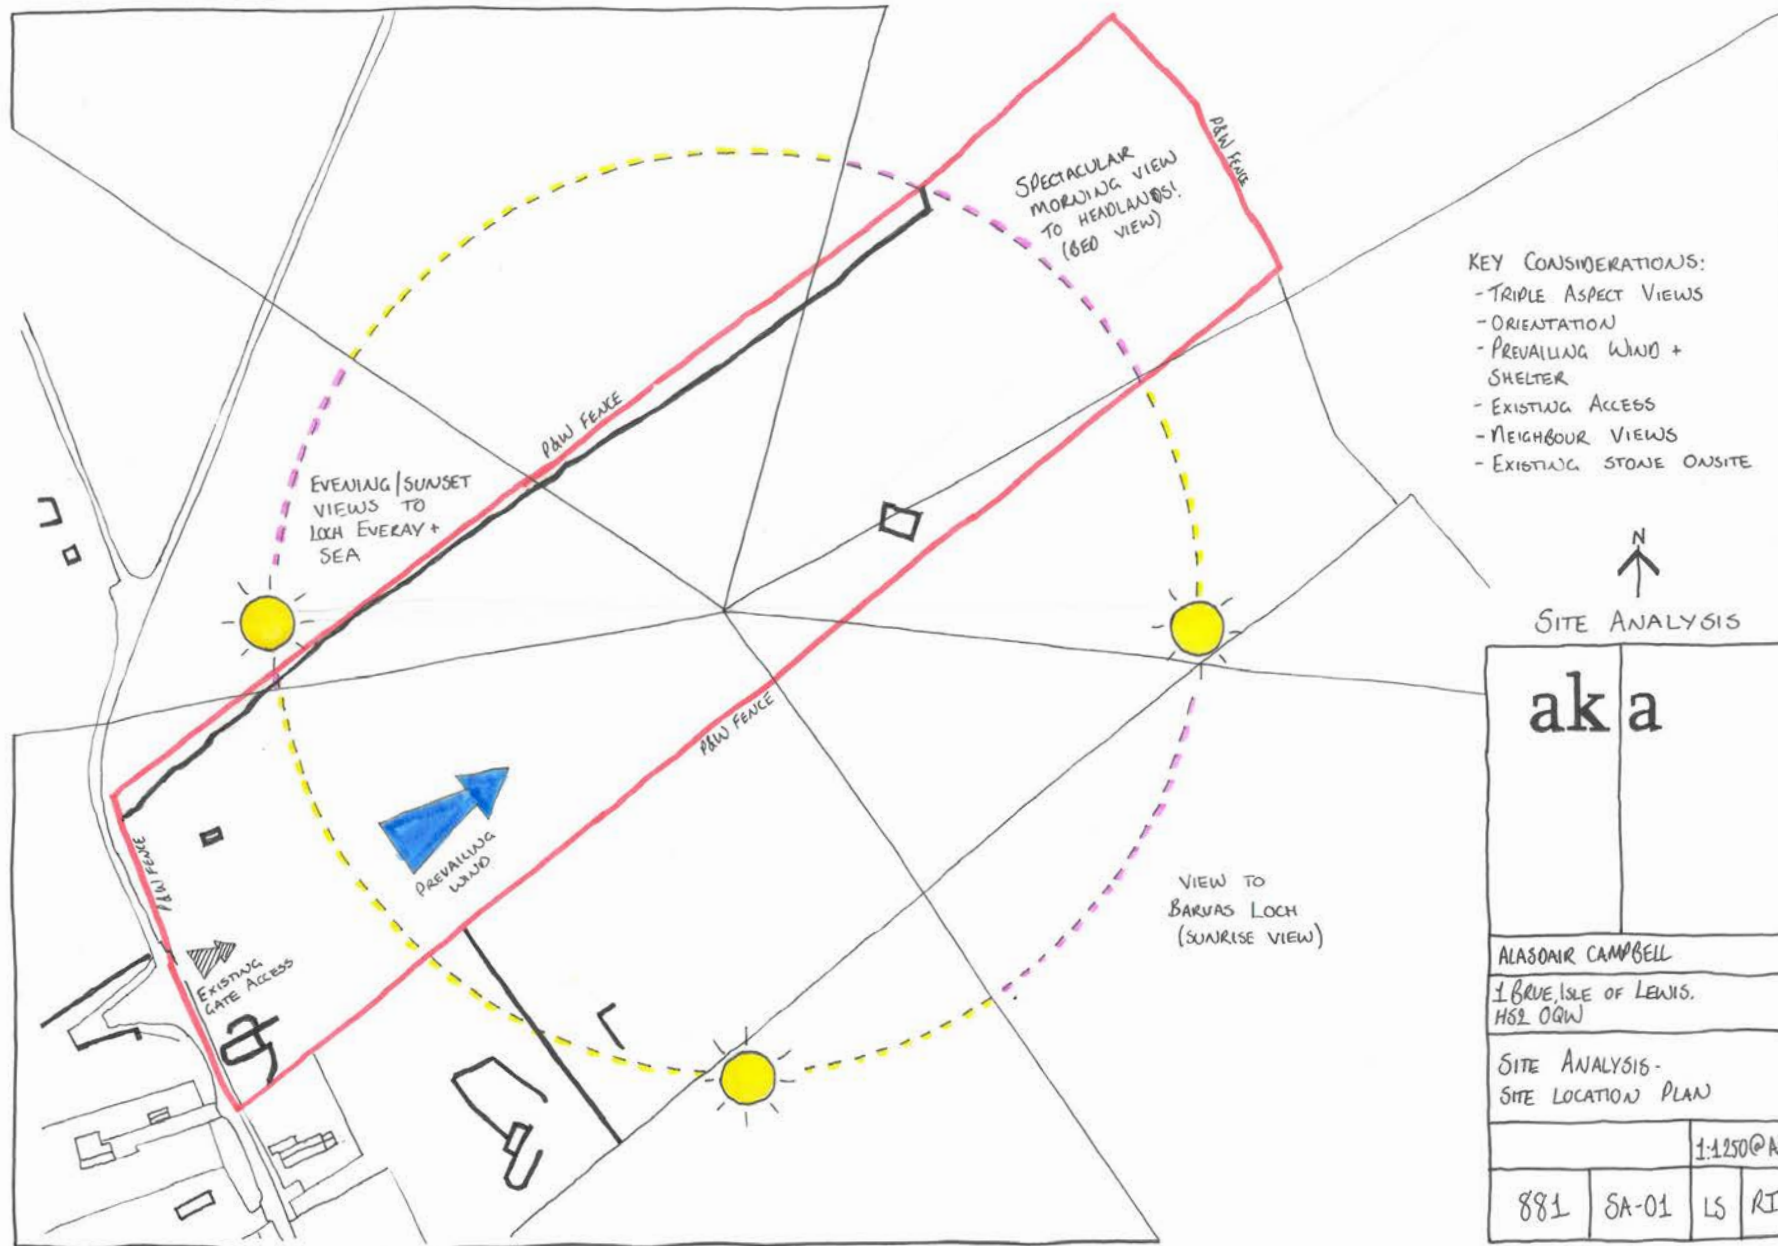 SPECTACULAR
MORNING VIEW
TO HEADLANDS!
(BED VIEW)
P&W FENCE
KEY CONSIDERATIONS:
- TRIPLE ASPECT VIEWS
- ORIENTATION
- PREVAILING WIND +
SHELTER
- EXISTING ACCESS
- NEIGHBOUR VIEWS
- EXISTING STONE ONSITE
P&W FENCE
EVENING/SUNSET
VIEWS TO
LOCH EVERAY +
SEA
N
SITE ANALYSIS
P&W FENCE
PREVAILING
WIND
P&W FENCE
EXISTING
GATE ACCESS
VIEW TO
BARVAS LOCH
(SUNRISE VIEW)
aka
ALASDAIR CAMPBELL
1 BRUE, ISLE OF LEWIS.
HS2 0QW
SITE ANALYSIS-
SITE LOCATION PLAN
1:1250@A
881 SA-01 LS RI